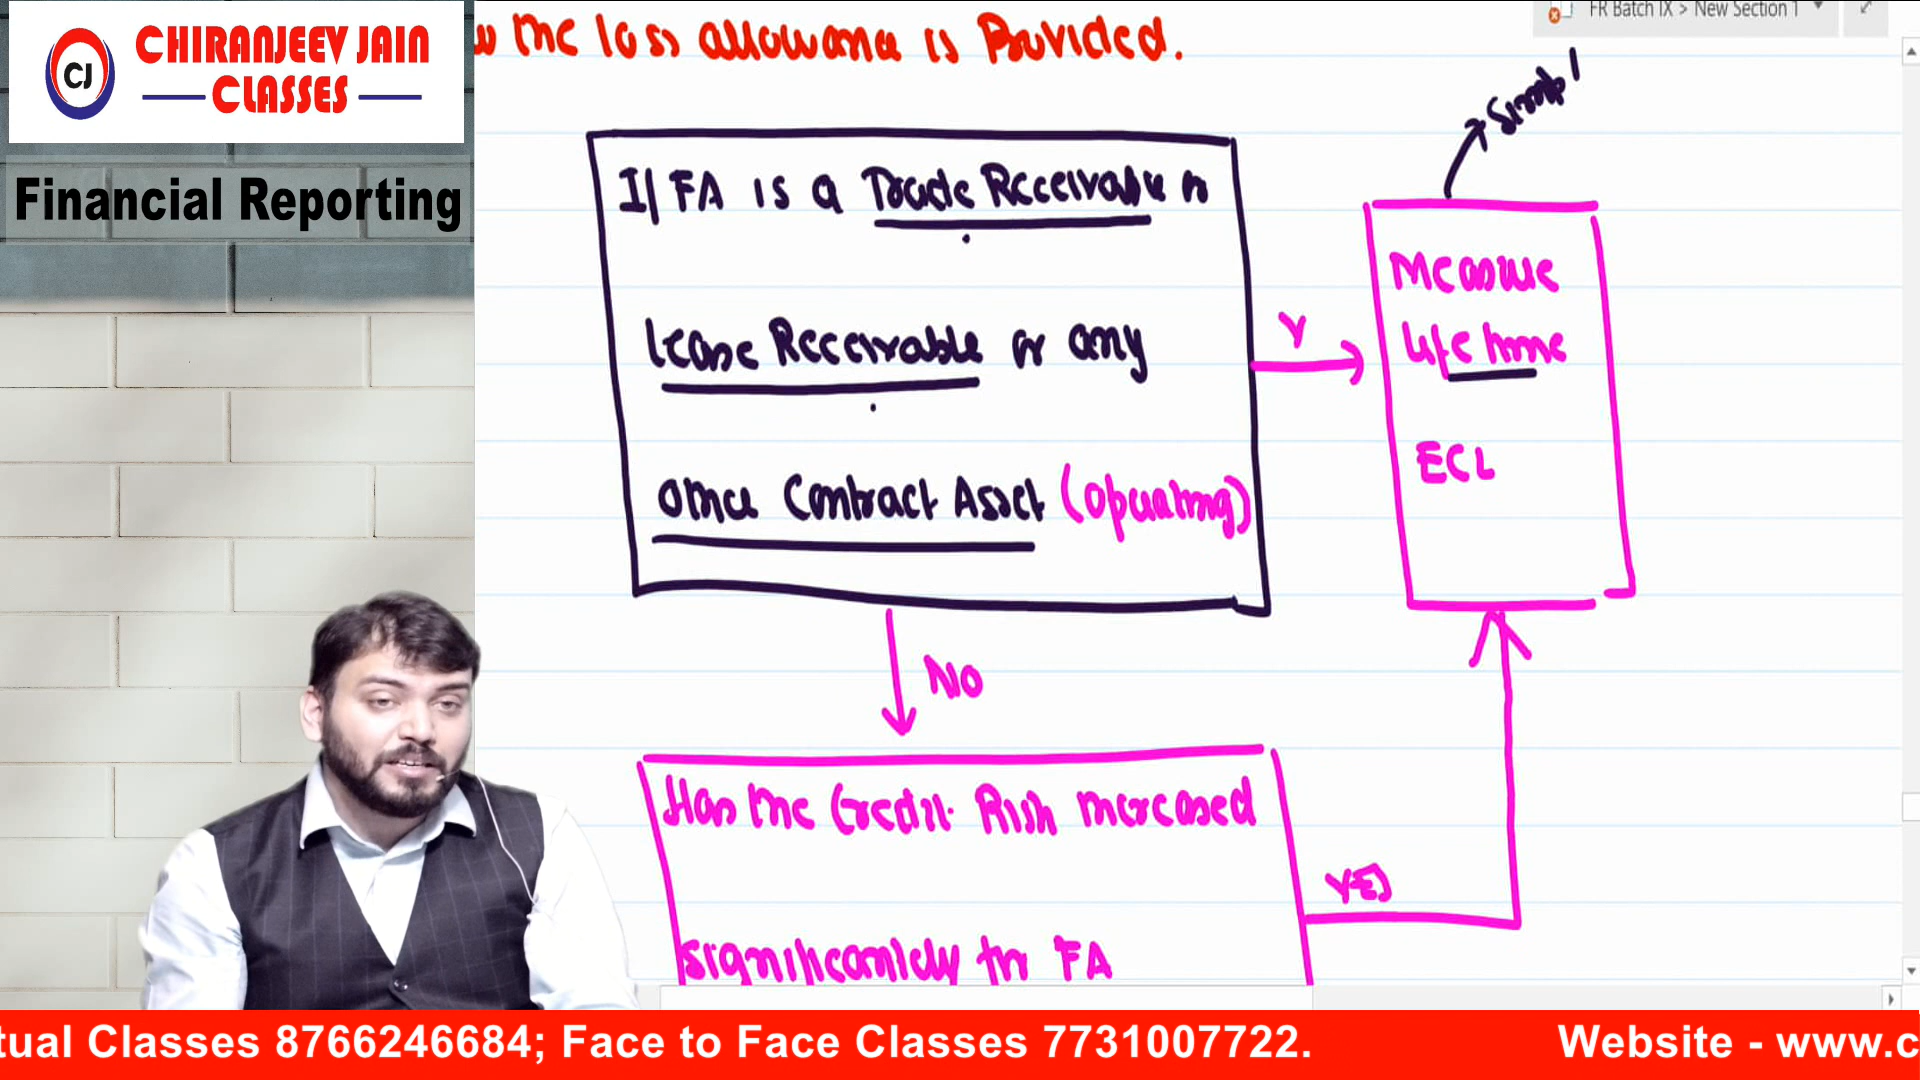 CHIRANJEEV JAIN
CLASSES
CJ
Financial Reporting
FR Batch IX > New Section 1
the loss allowance is Provided.
If FA is a Trade Receivable or
lease Receivable or any
other Contract Asset (operating)
Y
Simpl
Measure
life time
ECL
NO
Has the Credit Risk increased
significantly for FA
YES
tual Classes 8766246684; Face to Face Classes 7731007722.
Website - www.c